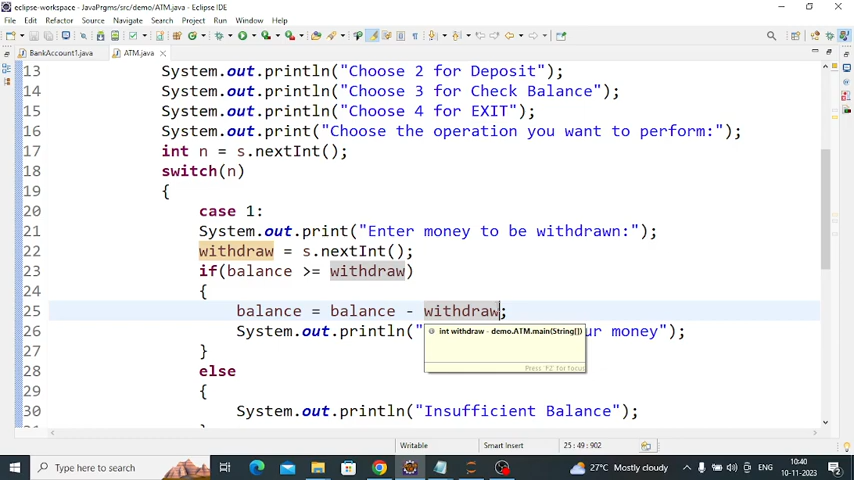 eclipse-workspace - JavaPrgms/src/demo/ATM.java - Eclipse IDE
File Edit Source Refactor Source Navigate Search Project Run Window Help
BankAccount1.java ATM.java
13 System.out.println("Choose 2 for Deposit");
14 System.out.println("Choose 3 for Check Balance");
15 System.out.println("Choose 4 for EXIT");
16 System.out.print("Choose the operation you want to perform:");
17 int n = s.nextInt();
18 switch(n)
19 {
20 case 1:
21 System.out.print("Enter money to be withdrawn:");
22 withdraw = s.nextInt();
23 if(balance >= withdraw)
24 {
25 balance = balance - withdraw;
26 System.out.println(" ur money");
int withdraw - demo.ATM.main(String[])
Press 'F2' for focus
27 }
28 else
29 {
30 System.out.println("Insufficient Balance");
31 }
Writable Smart Insert 25 : 49 : 902
Type here to search 27°C Mostly cloudy ENG 10:40
10-11-2023 2